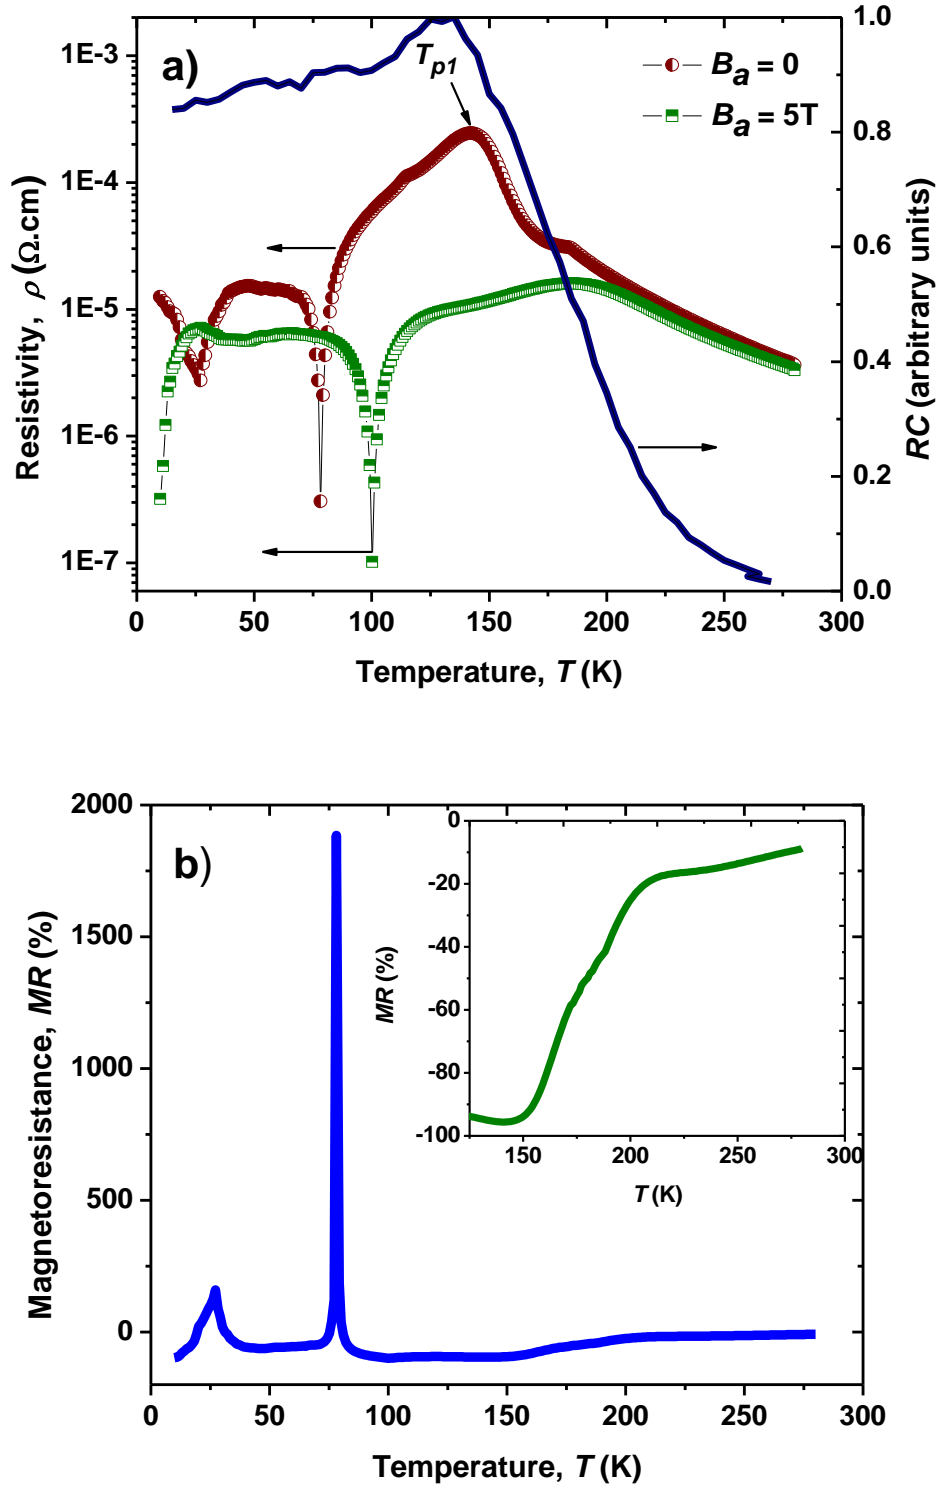 a)
T_p1
B_a = 0
B_a = 5T
1E-3
1E-4
1E-5
1E-6
1E-7
Resistivity, ρ (Ω.cm)
1.0
0.8
0.6
0.4
0.2
0.0
RC (arbitrary units)
0 50 100 150 200 250 300
Temperature, T (K)
b)
2000
1500
1000
500
0
Magnetoresistance, MR (%)
0
-20
-40
-60
-80
-100
MR (%)
150 200 250 300
T (K)
0 50 100 150 200 250 300
Temperature, T (K)